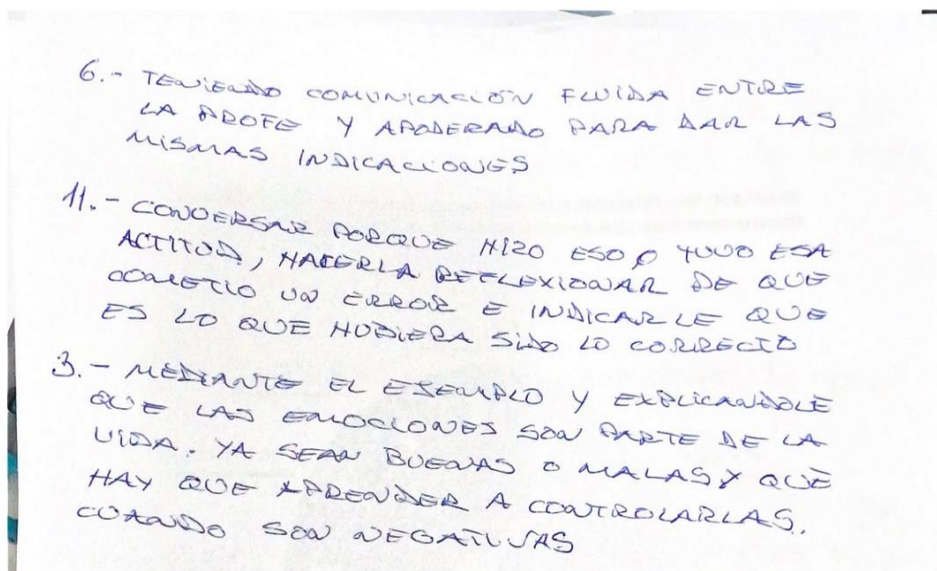 6.- TENIENDO COMUNICACIÓN FLUIDA ENTRE
LA PROFE Y APODERADO PARA DAR LAS
MISMAS INDICACIONES
11.- CONVERSAR PORQUE HIZO ESO O TUVO ESA
ACTITUD, HACERLA REFLEXIONAR DE QUE
COMETIO UN ERROR E INDICARLE QUE
ES LO QUE HUBIERA SIDO LO CORRECTO
3.- MEDIANTE EL EJEMPLO Y EXPLICANDOLE
QUE LAS EMOCIONES SON PARTE DE LA
VIDA. YA SEAN BUENAS O MALAS Y QUE
HAY QUE APRENDER A CONTROLARLAS.
CUANDO SON NEGATIVAS